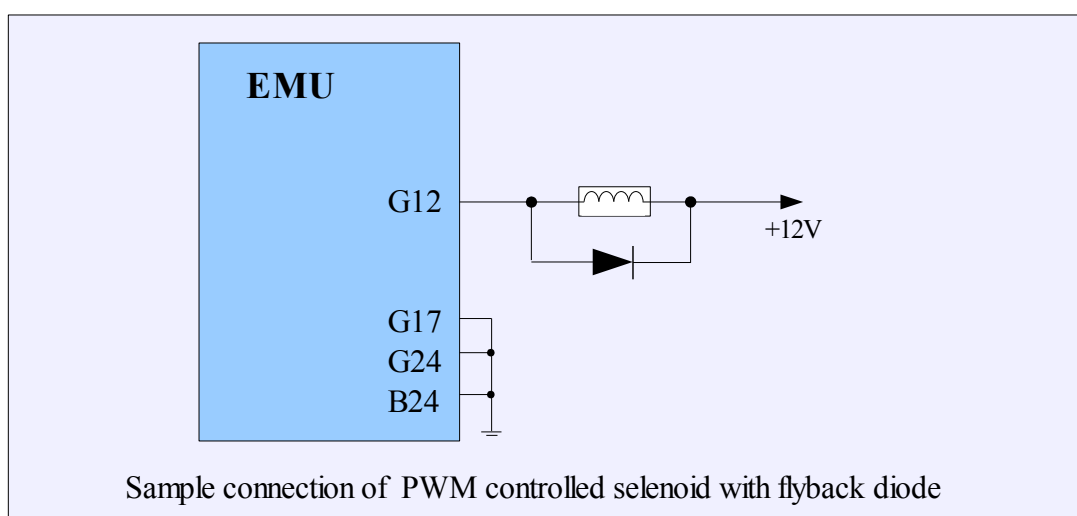 EMU
G12
+12V
G17
G24
B24
Sample connection of PWM controlled selenoid with flyback diode